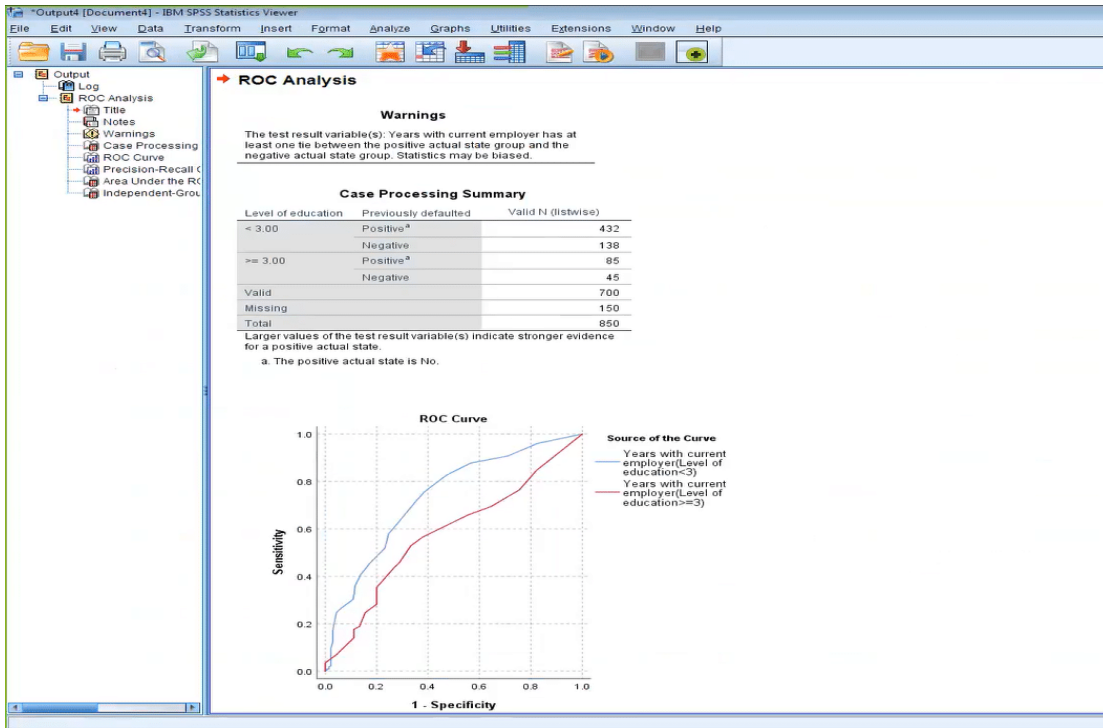 *Output4 [Document4] - IBM SPSS Statistics Viewer
File Edit View Data Transform Insert Format Analyze Graphs Utilities Extensions Window Help
Output
Log
ROC Analysis
Title
Notes
Warnings
Case Processing
ROC Curve
Precision-Recall
Area Under the RO
Independent-Grou
ROC Analysis
Warnings
The test result variable(s): Years with current employer has at
least one tie between the positive actual state group and the
negative actual state group. Statistics may be biased.
Case Processing Summary
Level of education Previously defaulted Valid N (listwise)
< 3.00 Positiveª 432
Negative 138
>= 3.00 Positiveª 85
Negative 45
Valid 700
Missing 150
Total 850
Larger values of the test result variable(s) indicate stronger evidence
for a positive actual state.
a. The positive actual state is No.
ROC Curve
Sensitivity
1.0
0.8
0.6
0.4
0.2
0.0
0.0 0.2 0.4 0.6 0.8 1.0
1 - Specificity
Source of the Curve
Years with current
employer(Level of
education<3)
Years with current
employer(Level of
education>=3)